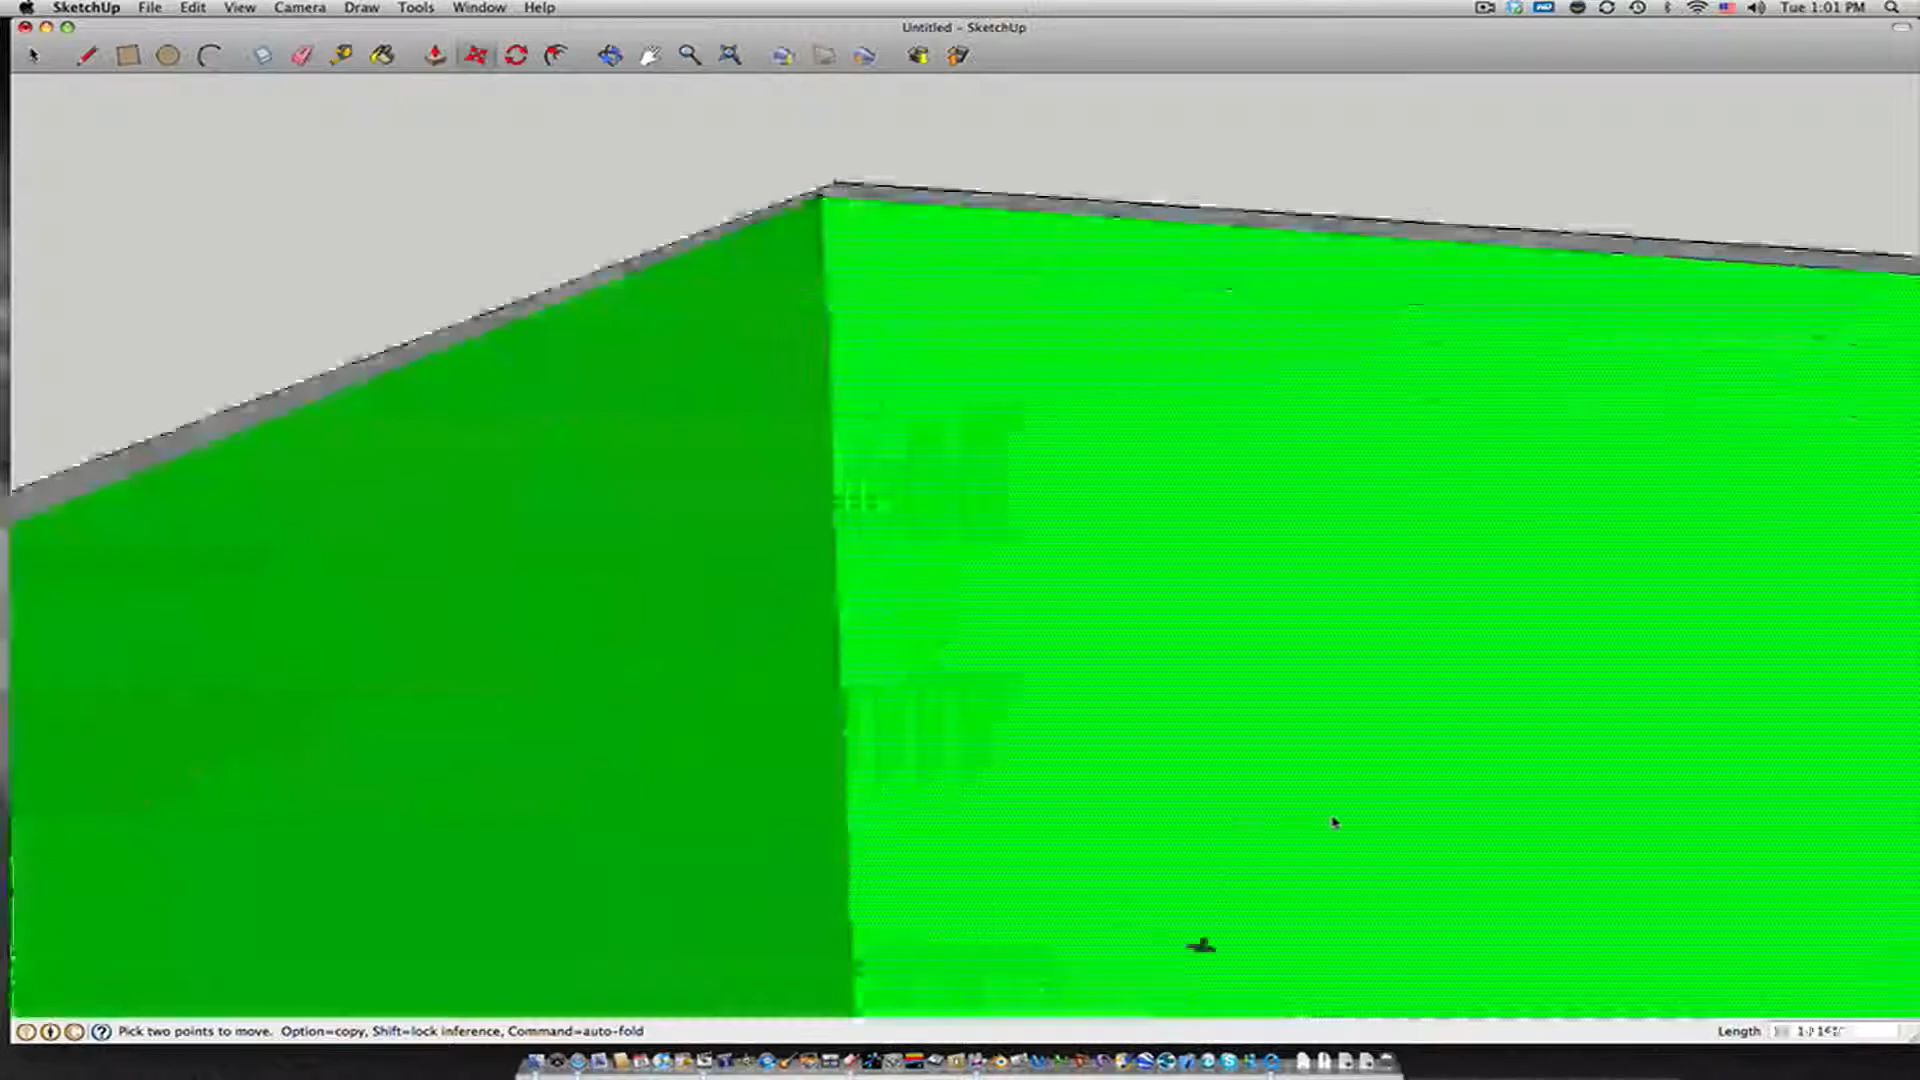 SketchUp File Edit View Camera Draw Tools Window Help Tue 1:01 PM
Untitled - SketchUp
Pick two points to move. Option=copy, Shift=lock inference, Command=auto-fold Length